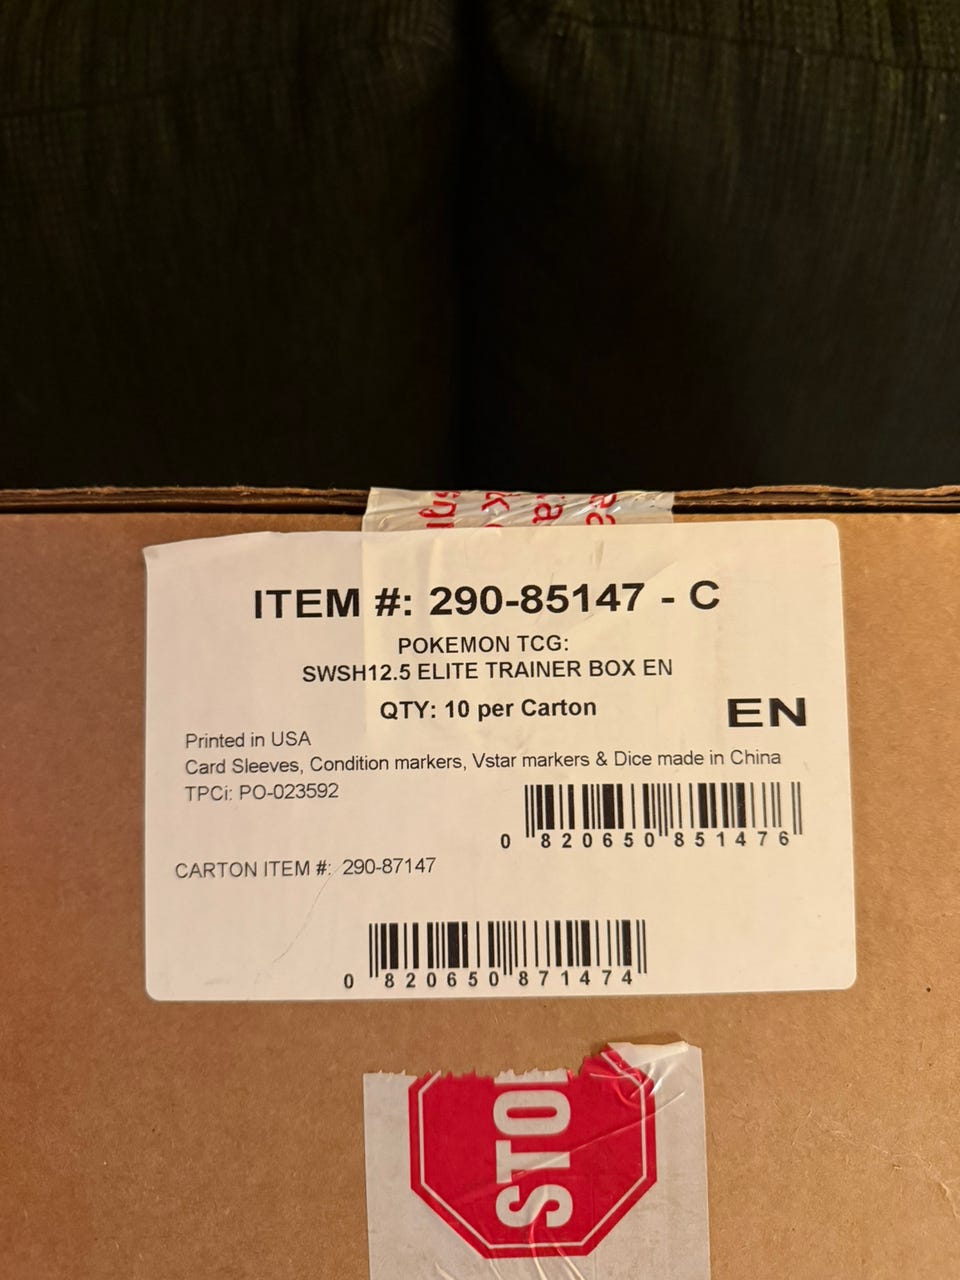 ITEM #: 290-85147 - C
POKEMON TCG:
SWSH12.5 ELITE TRAINER BOX EN
QTY: 10 per Carton
EN
Printed in USA
Card Sleeves, Condition markers, Vstar markers & Dice made in China
TPCi: PO-023592
0 820650 851476
CARTON ITEM #: 290-87147
0 820650 871474
STO